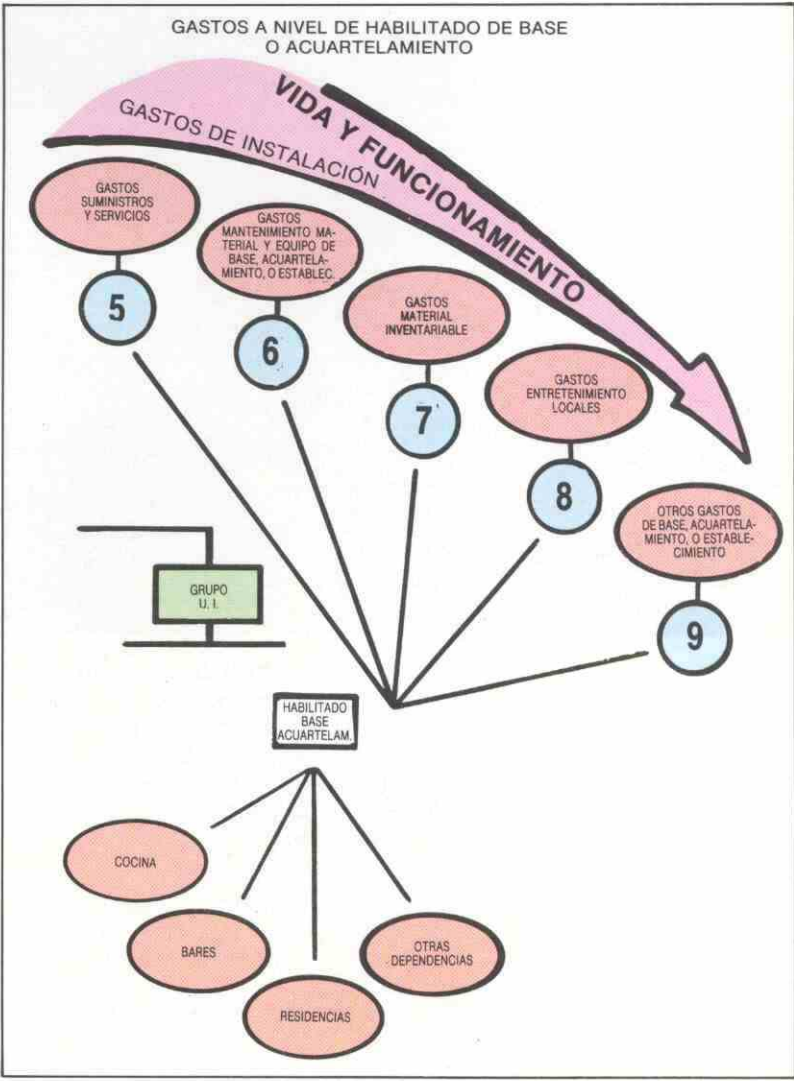 GASTOS A NIVEL DE HABILITADO DE BASE
O ACUARTELAMIENTO
VIDA Y FUNCIONAMIENTO
GASTOS DE INSTALACIÓN
GASTOS
SUMINISTROS
Y SERVICIOS
5
GASTOS
MANTENIMIENTO MA-
TERIAL Y EQUIPO DE
BASE, ACUARTELA-
MIENTO, O ESTABLEC.
6
GASTOS
MATERIAL
INVENTARIABLE
7
GASTOS
ENTRETENIMIENTO
LOCALES
8
OTROS GASTOS
DE BASE, ACUARTELA-
MIENTO, O ESTABLE-
CIMIENTO
9
GRUPO
U. I.
HABILITADO
BASE
ACUARTELAM.
COCINA
BARES
RESIDENCIAS
OTRAS
DEPENDENCIAS